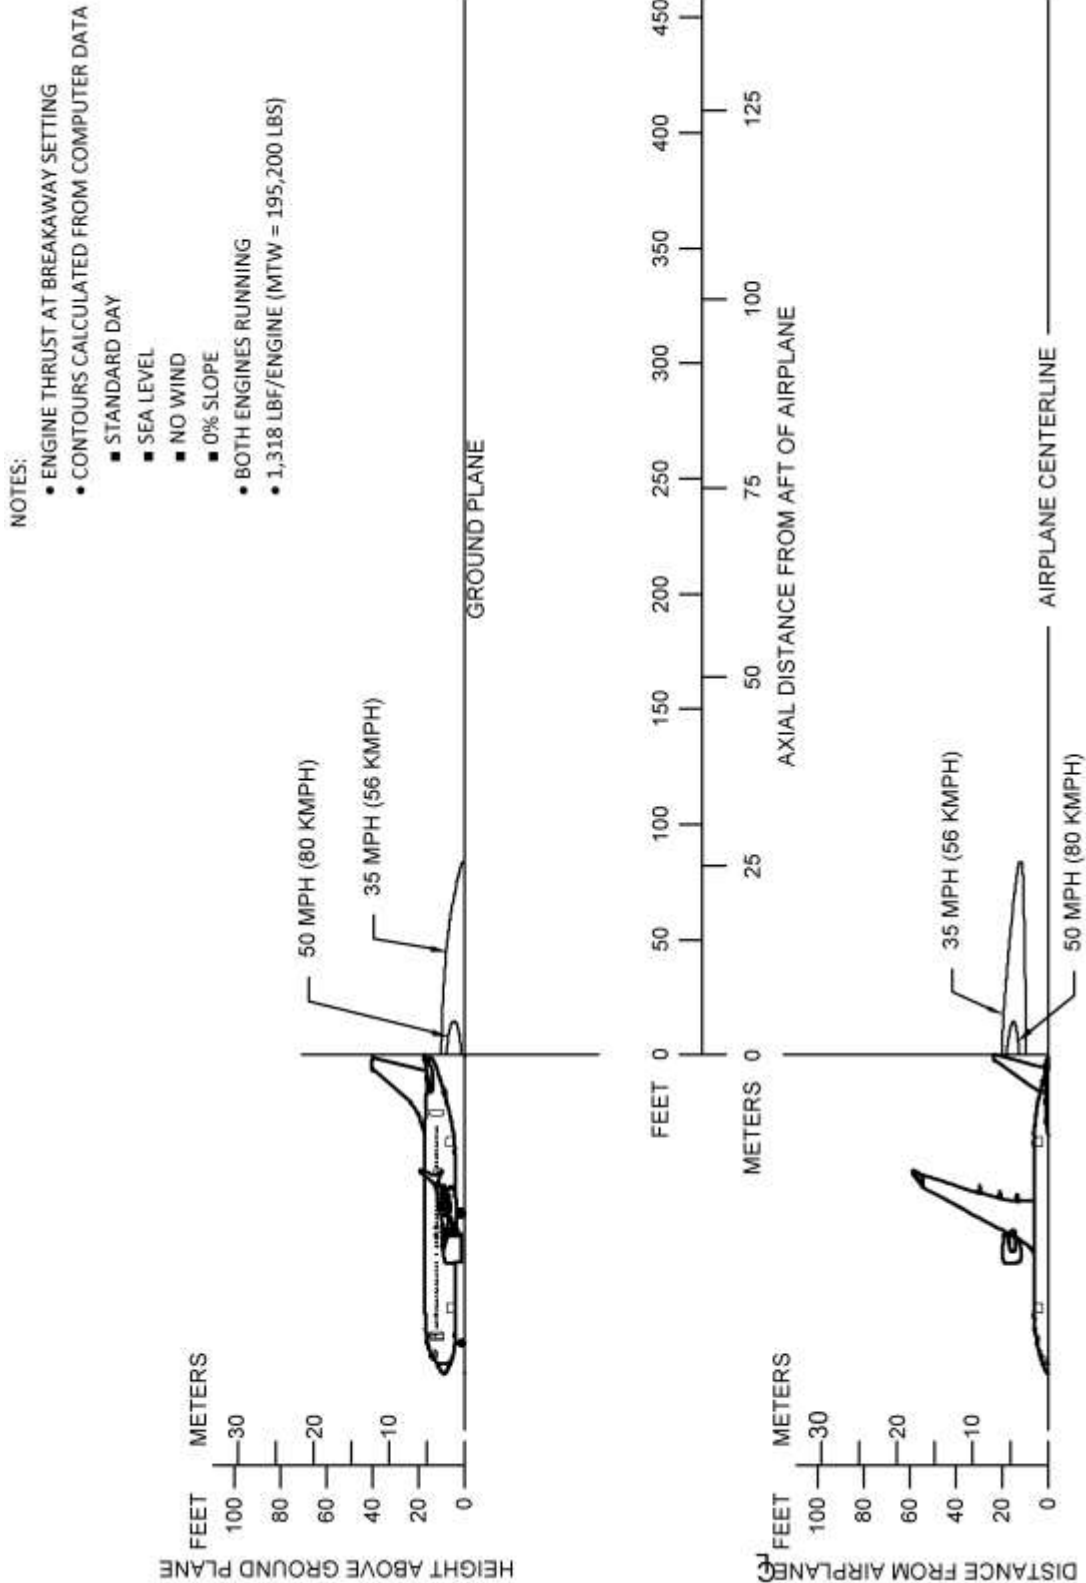 NOTES:
• ENGINE THRUST AT BREAKAWAY SETTING
• CONTOURS CALCULATED FROM COMPUTER DATA
■ STANDARD DAY
■ SEA LEVEL
■ NO WIND
■ 0% SLOPE
• BOTH ENGINES RUNNING
• 1,318 LBF/ENGINE (MTW = 195,200 LBS)
FEET METERS
100 30
80
60 20
40 10
20
0
HEIGHT ABOVE GROUND PLANE
50 MPH (80 KMPH)
35 MPH (56 KMPH)
GROUND PLANE
FEET 0 50 100 150 200 250 300 350 400 450
METERS 0 25 50 75 100 125
AXIAL DISTANCE FROM AFT OF AIRPLANE
FEET METERS
100 30
80
60 20
40 10
20
0
DISTANCE FROM AIRPLANE
35 MPH (56 KMPH)
AIRPLANE CENTERLINE
50 MPH (80 KMPH)